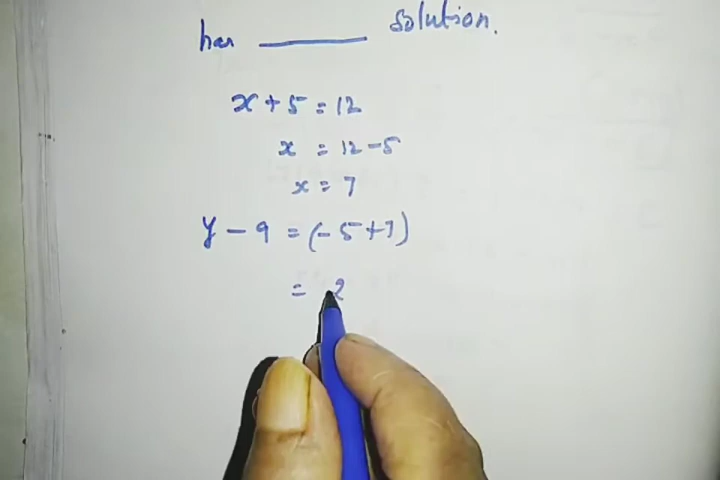 has ______ solution.
x + 5 = 12
x = 12 - 5
x = 7
y - 9 = (- 5 + 7)
= 2